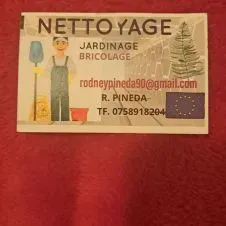 NETTOYAGE
JARDINAGE
BRICOLAGE
rodneypineda90@gmail.com
R. PINEDA
TF. 0758918204